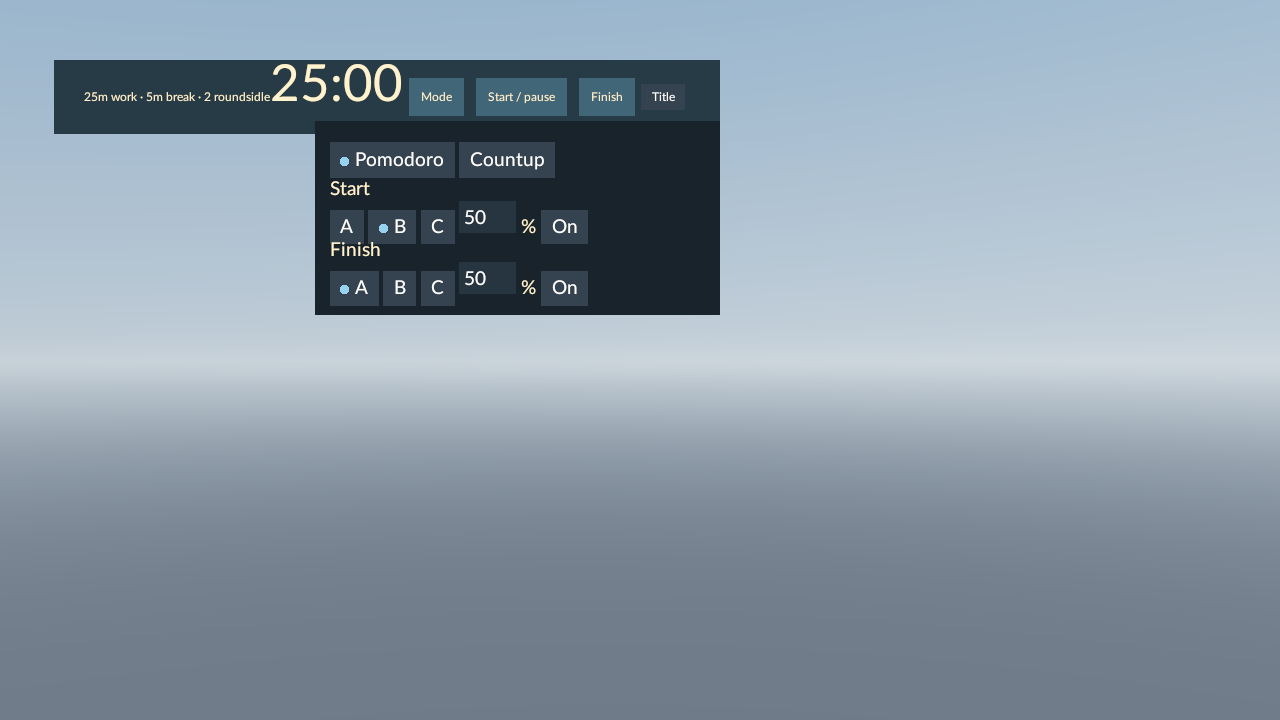 25m work · 5m break · 2 roundsidle 25:00 Mode Start / pause Finish Title
Pomodoro Countup
Start
A B C 50 % On
Finish
A B C 50 % On